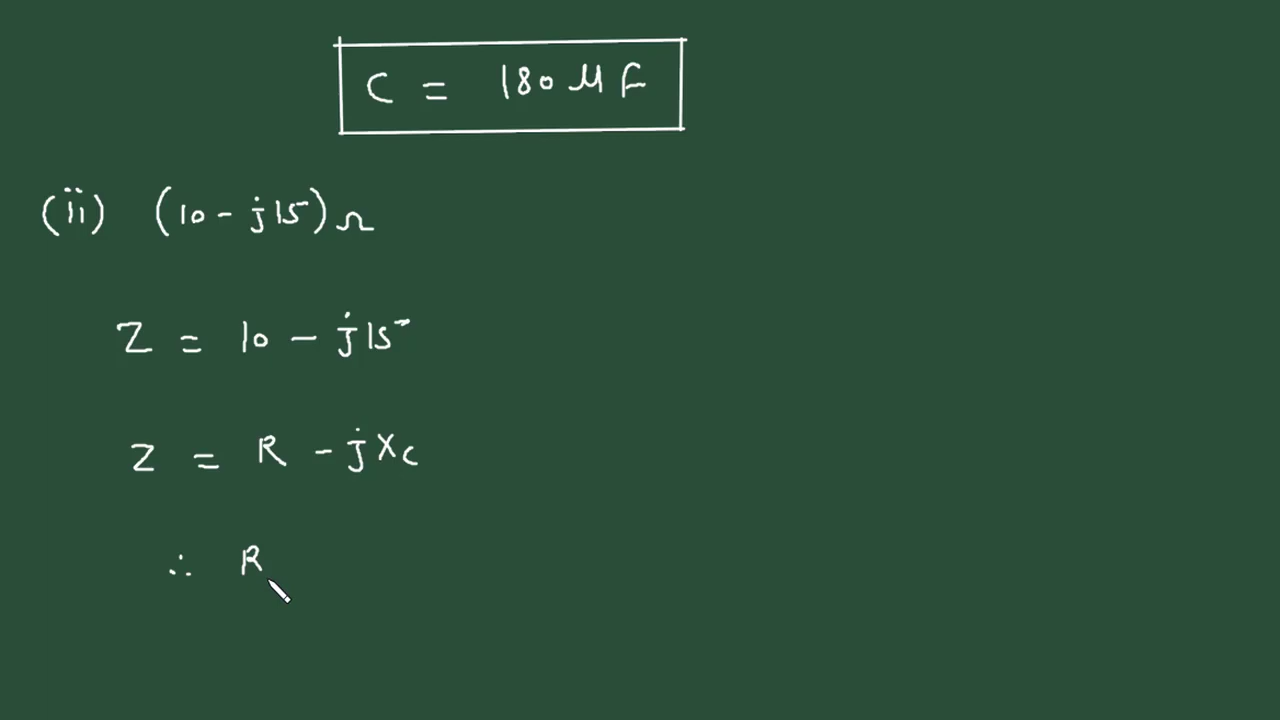 C = 180 μF
(ii) (10 - j15) Ω
Z = 10 - j15
Z = R - jXc
∴ R